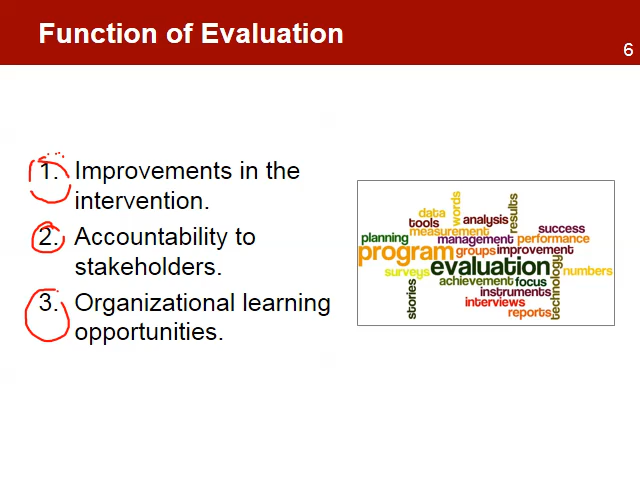 Function of Evaluation
6
1. Improvements in the
intervention.
2. Accountability to
stakeholders.
3. Organizational learning
opportunities.
data
words
tools
analysis
results
measurement
success
planning
management
performance
program
groups
improvement
surveys
evaluation
technology
numbers
achievement
focus
stories
instruments
interviews
reports